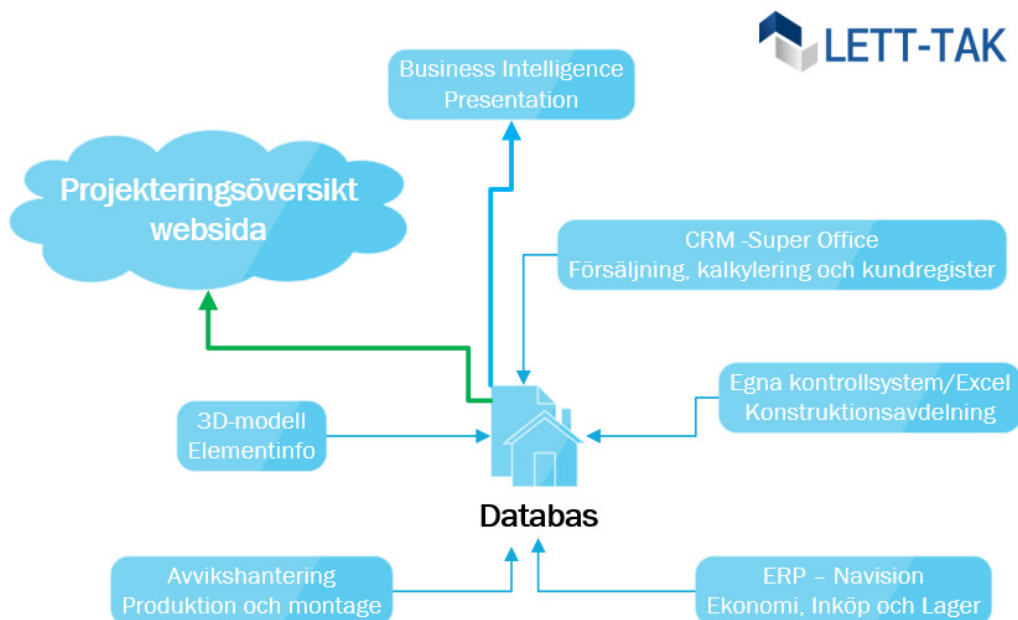 LETT-TAK
Business Intelligence
Presentation
Projekteringsöversikt
websida
CRM -Super Office
Försäljning, kalkylering och kundregister
Egna kontrollsystem/Excel
Konstruktionsavdelning
3D-modell
Elementinfo
Databas
Avvikshantering
Produktion och montage
ERP – Navision
Ekonomi, Inköp och Lager